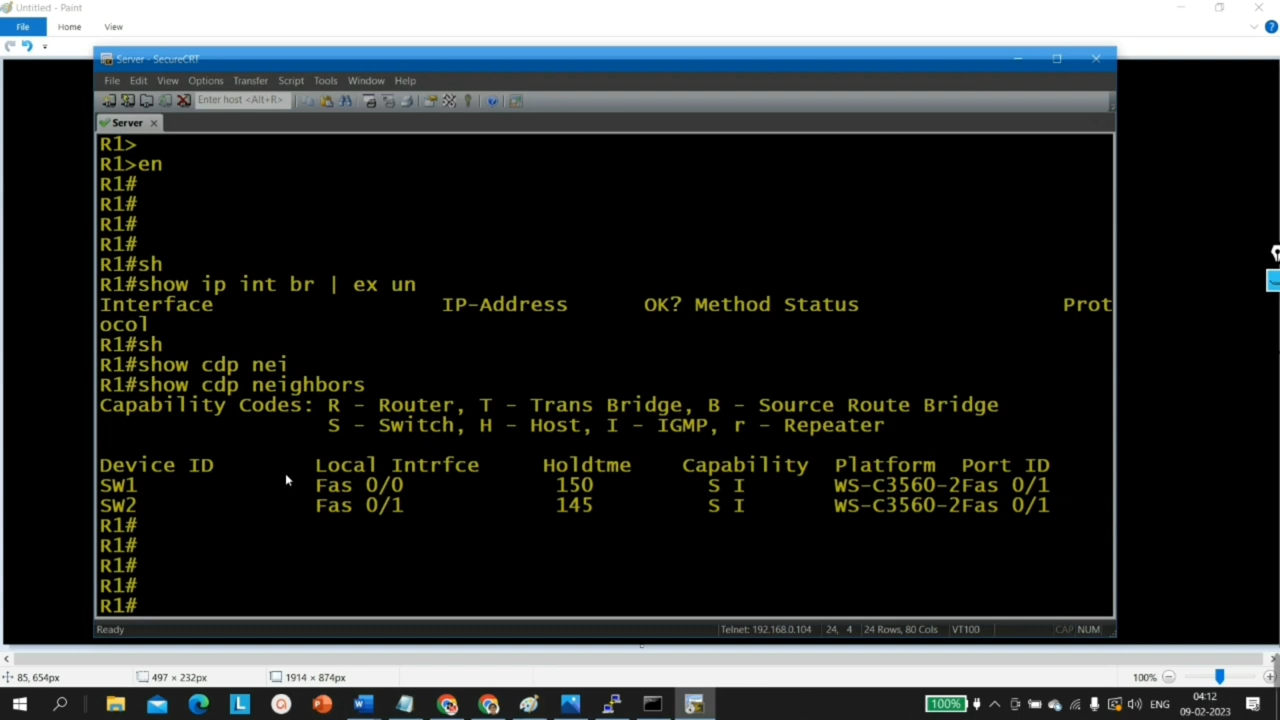 Untitled - Paint
File Home View
Server - SecureCRT
File Edit View Options Transfer Script Tools Window Help
Enter host <Alt+R>
Server
R1>
R1>en
R1#
R1#
R1#
R1#
R1#sh
R1#show ip int br | ex un
Interface IP-Address OK? Method Status Prot
ocol
R1#sh
R1#show cdp nei
R1#show cdp neighbors
Capability Codes: R - Router, T - Trans Bridge, B - Source Route Bridge
S - Switch, H - Host, I - IGMP, r - Repeater
Device ID Local Intrfce Holdtme Capability Platform Port ID
SW1 Fas 0/0 150 S I WS-C3560-2Fas 0/1
SW2 Fas 0/1 145 S I WS-C3560-2Fas 0/1
R1#
R1#
R1#
R1#
R1#
Ready Telnet: 192.168.0.104 24, 4 24 Rows, 80 Cols VT100 CAP NUM
85, 654px 497 × 232px 1914 × 874px 100%
100% ENG 04:12
09-02-2023